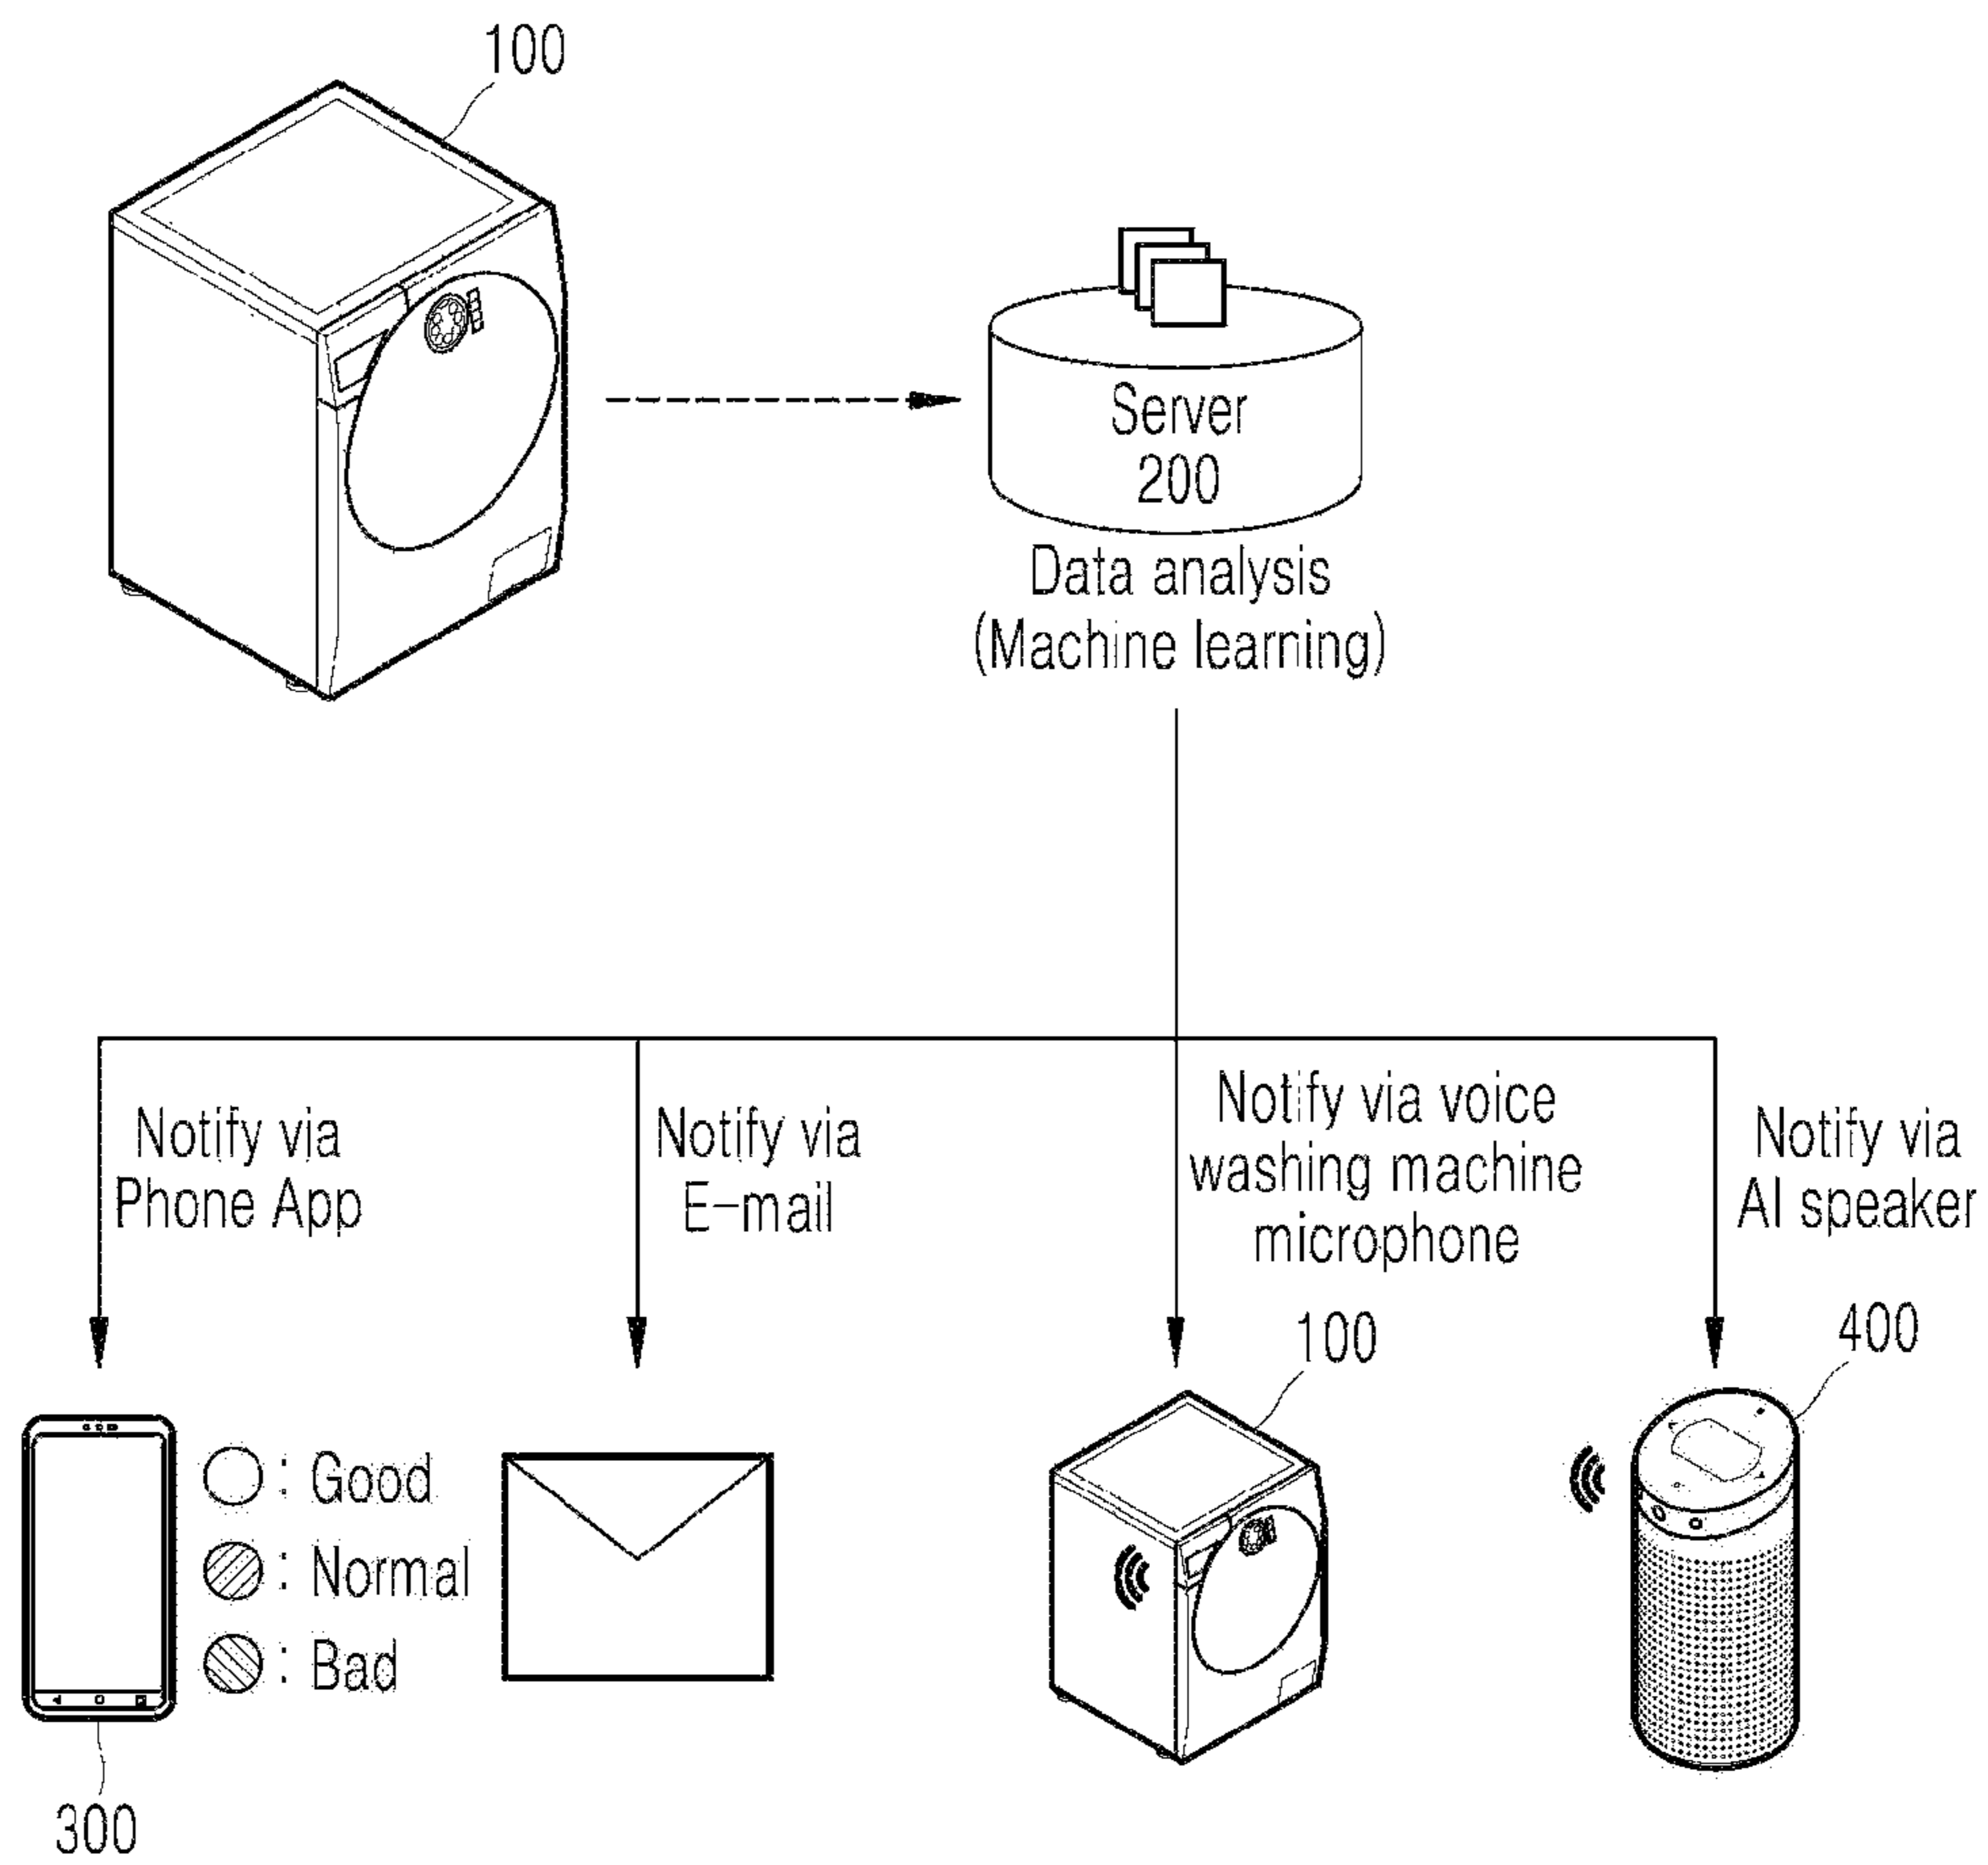 100
Server
200
Data analysis
(Machine learning)
Notify via
Phone App
Notify via
E-mail
Notify via voice
washing machine
microphone
Notify via
AI speaker
100
400
: Good
: Normal
: Bad
300